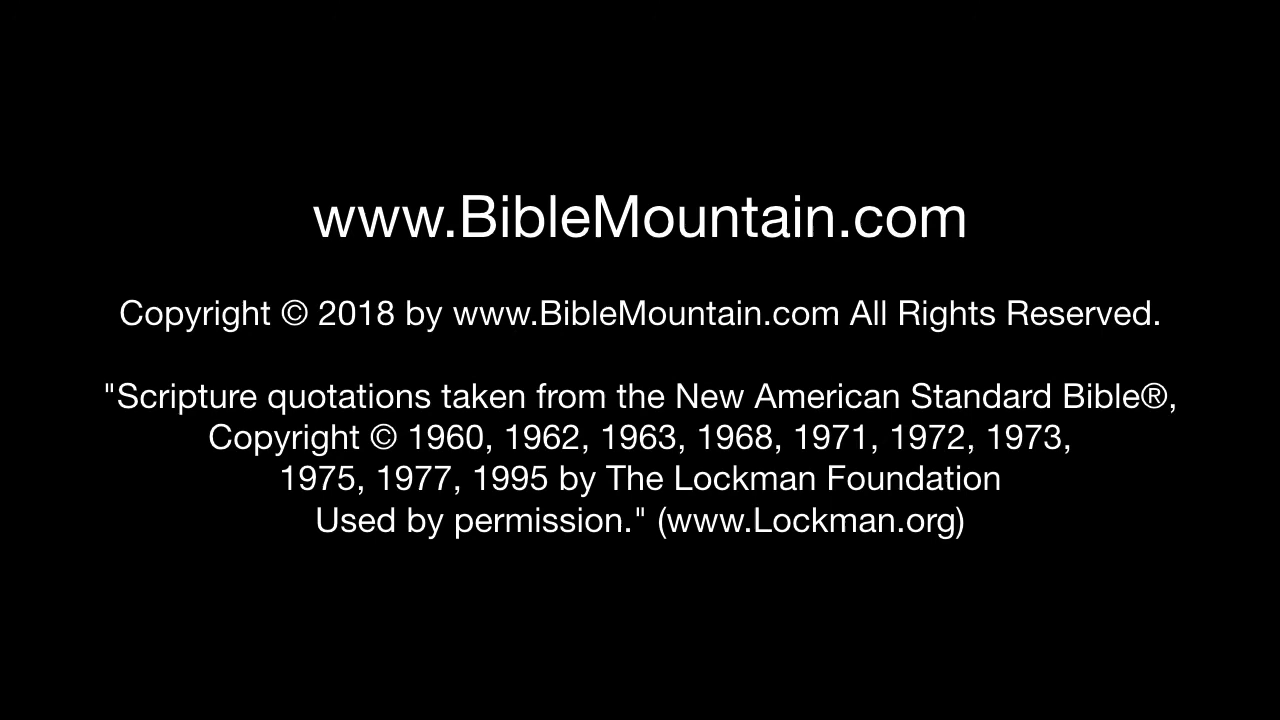 www.BibleMountain.com
Copyright © 2018 by www.BibleMountain.com All Rights Reserved.
"Scripture quotations taken from the New American Standard Bible®,
Copyright © 1960, 1962, 1963, 1968, 1971, 1972, 1973,
1975, 1977, 1995 by The Lockman Foundation
Used by permission." (www.Lockman.org)